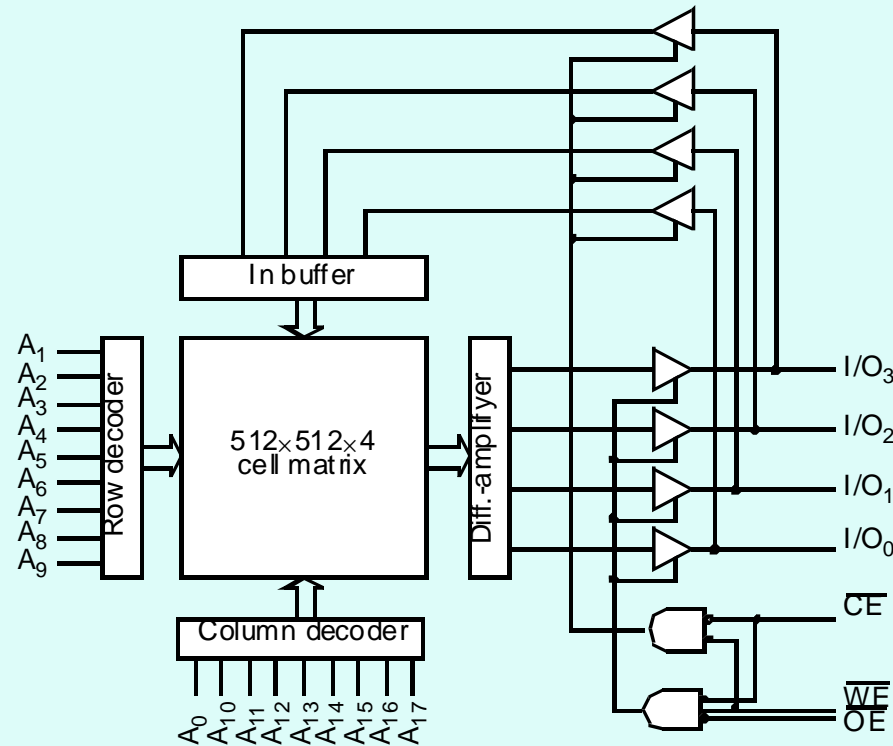 In buffer
A1
A2
A3
A4
A5
A6
A7
A8
A9
Row decoder
512×512×4
cell matrix
Diff.-amplifyer
I/O3
I/O2
I/O1
I/O0
Column decoder
A0
A10
A11
A12
A13
A14
A15
A16
A17
CE
WE
OE